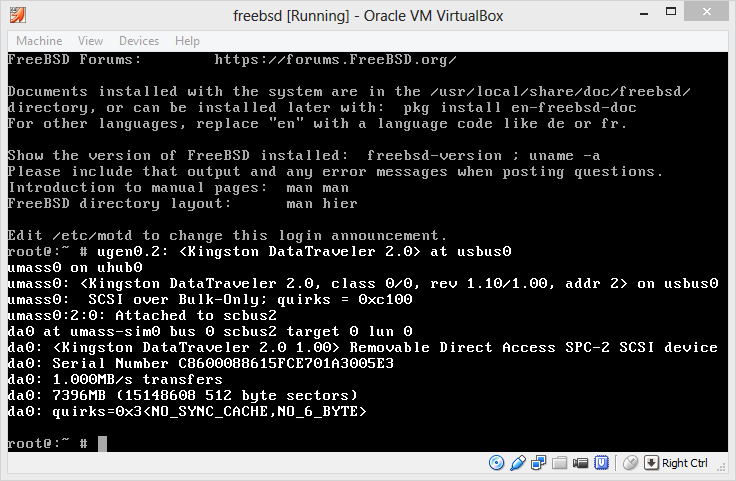 freebsd [Running] - Oracle VM VirtualBox
Machine View Devices Help
FreeBSD Forums:        https://forums.FreeBSD.org/
Documents installed with the system are in the /usr/local/share/doc/freebsd/
directory, or can be installed later with:  pkg install en-freebsd-doc
For other languages, replace "en" with a language code like de or fr.
Show the version of FreeBSD installed:  freebsd-version ; uname -a
Please include that output and any error messages when posting questions.
Introduction to manual pages:  man man
FreeBSD directory layout:      man hier
Edit /etc/motd to change this login announcement.
root@:~ # ugen0.2: <Kingston DataTraveler 2.0> at usbus0
umass0 on uhub0
umass0: <Kingston DataTraveler 2.0, class 0/0, rev 1.10/1.00, addr 2> on usbus0
umass0:  SCSI over Bulk-Only; quirks = 0xc100
umass0:2:0: Attached to scbus2
da0 at umass-sim0 bus 0 scbus2 target 0 lun 0
da0: <Kingston DataTraveler 2.0 1.00> Removable Direct Access SPC-2 SCSI device
da0: Serial Number C8600088615FCE701A3005E3
da0: 1.000MB/s transfers
da0: 7396MB (15148608 512 byte sectors)
da0: quirks=0x3<NO_SYNC_CACHE,NO_6_BYTE>
root@:~ #
Right Ctrl